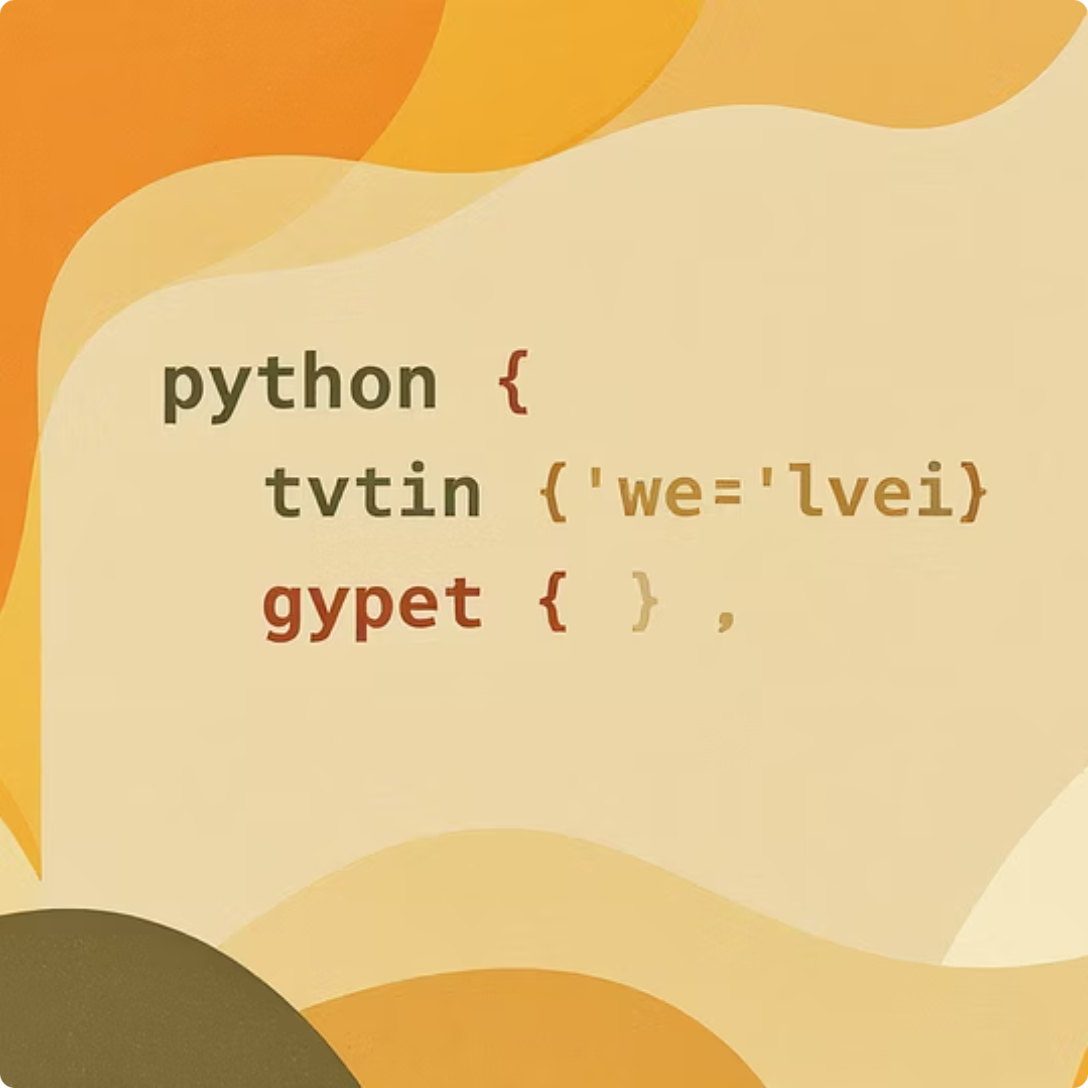 python {
tvtin {'we='lvei}
gypet { } ,